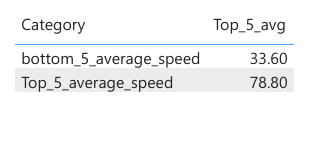 Category Top_5_avg
bottom_5_average_speed 33.60
Top_5_average_speed 78.80